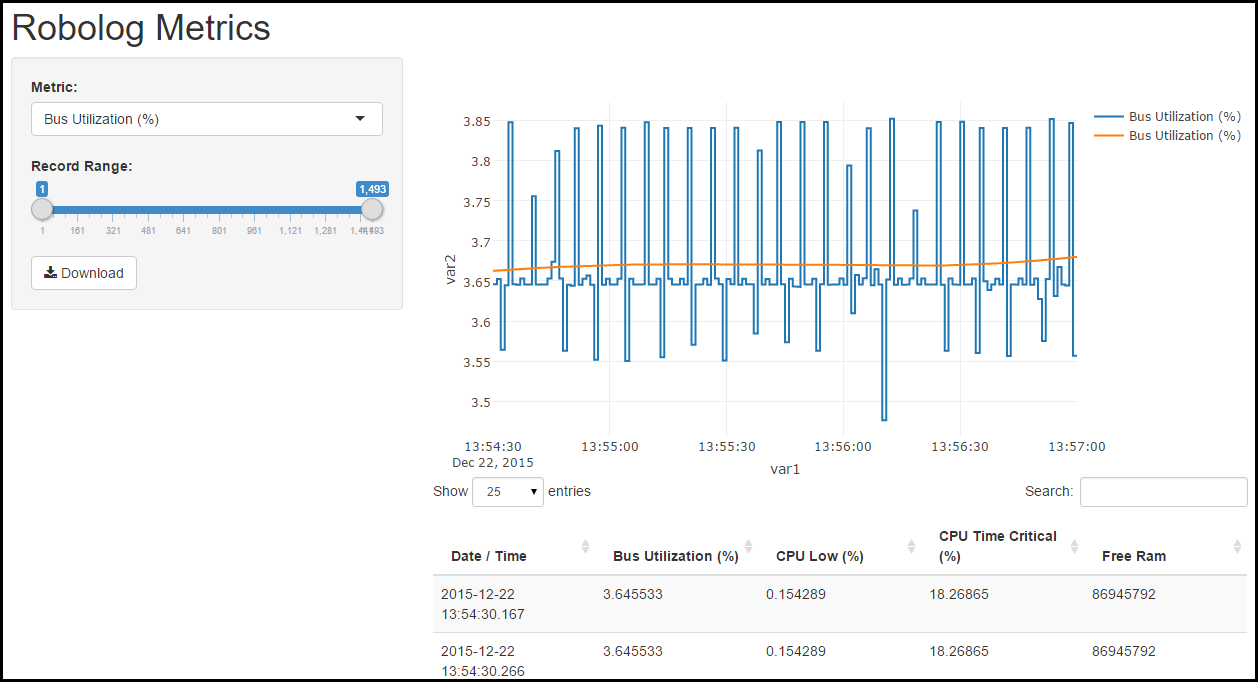 Robolog Metrics
Metric:
Bus Utilization (%)
Record Range:
1 1,493
1 161 321 481 641 801 961 1,121 1,281 1,493
Download
3.85
3.8
3.75
3.7
3.65
3.6
3.55
3.5
var2
13:54:30 13:55:00 13:55:30 13:56:00 13:56:30 13:57:00
Dec 22, 2015
var1
Bus Utilization (%)
Bus Utilization (%)
Show 25 entries
Search:
Date / Time Bus Utilization (%) CPU Low (%) CPU Time Critical (%) Free Ram
2015-12-22 3.645533 0.154289 18.26865 86945792
13:54:30.167
2015-12-22 3.645533 0.154289 18.26865 86945792
13:54:30.266